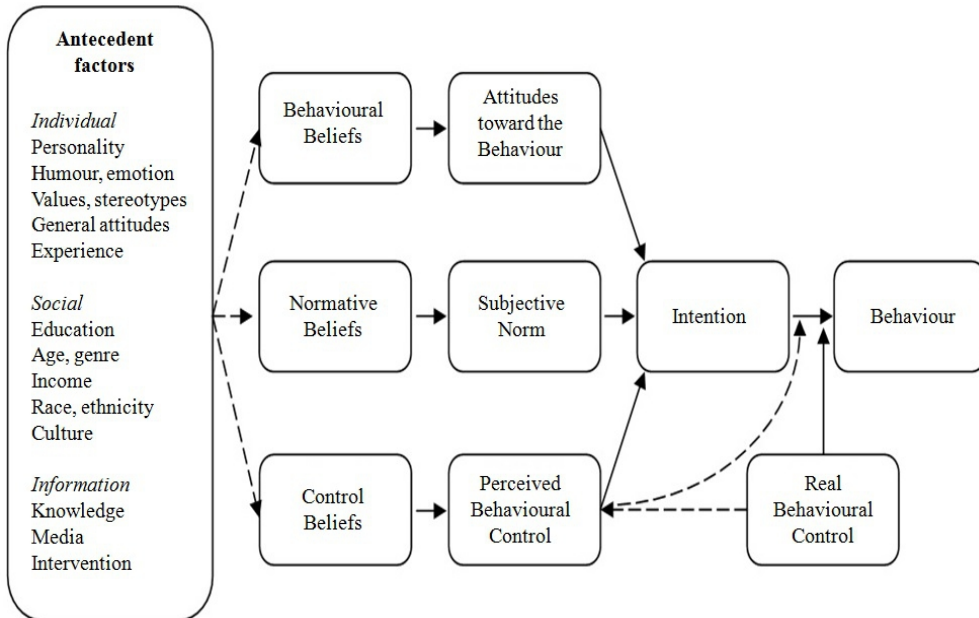 Antecedent
factors
Individual
Personality
Humour, emotion
Values, stereotypes
General attitudes
Experience
Social
Education
Age, genre
Income
Race, ethnicity
Culture
Information
Knowledge
Media
Intervention
Behavioural
Beliefs
Attitudes
toward the
Behaviour
Normative
Beliefs
Subjective
Norm
Intention
Behaviour
Control
Beliefs
Perceived
Behavioural
Control
Real
Behavioural
Control